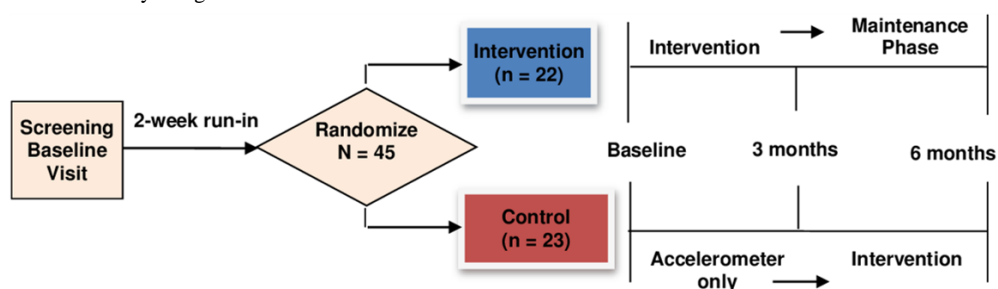 Screening
Baseline
Visit
2-week run-in
Randomize
N = 45
Intervention
(n = 22)
Control
(n = 23)
Intervention
Maintenance
Phase
Baseline
3 months
6 months
Accelerometer
only
Intervention